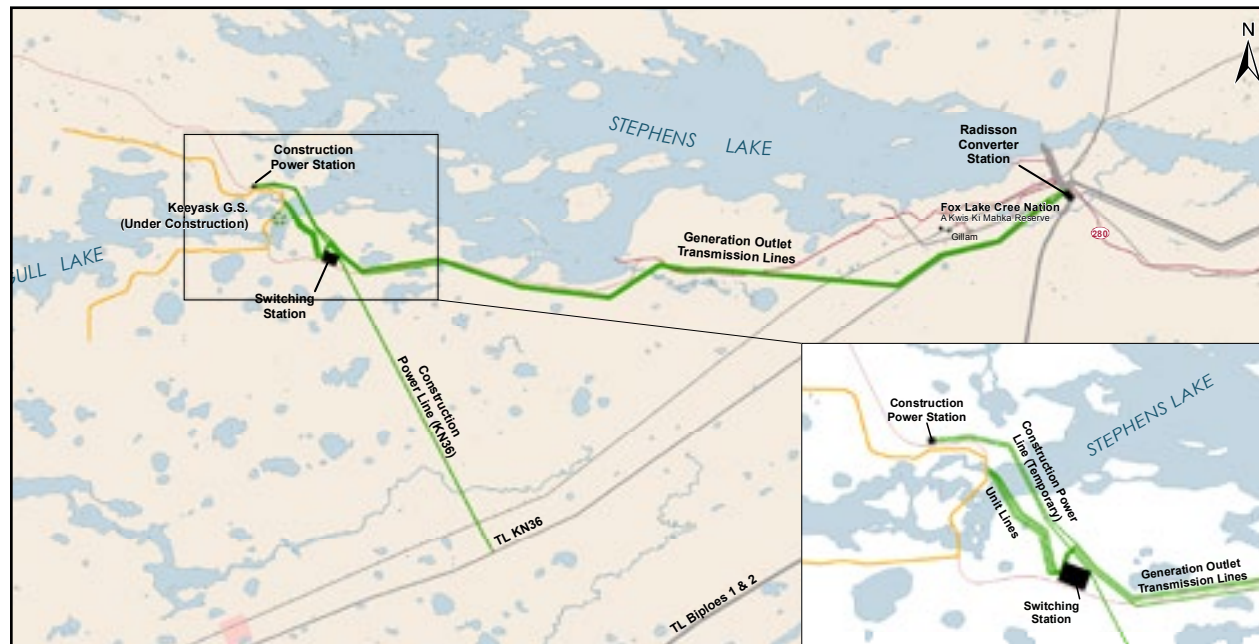 N
STEPHENS LAKE
Radisson
Converter
Station
Construction
Power Station
Keeyask G.S.
(Under Construction)
Fox Lake Cree Nation
A Kwis Ki Mahka Reserve
Gillam
280
GULL LAKE
Generation Outlet
Transmission Lines
Switching
Station
Construction
Power Line (KN36)
TL KN36
TL Biploes 1 & 2
Construction
Power Station
STEPHENS LAKE
Construction Power
Line (Temporary)
Unit Lines
Generation Outlet
Transmission Lines
Switching
Station